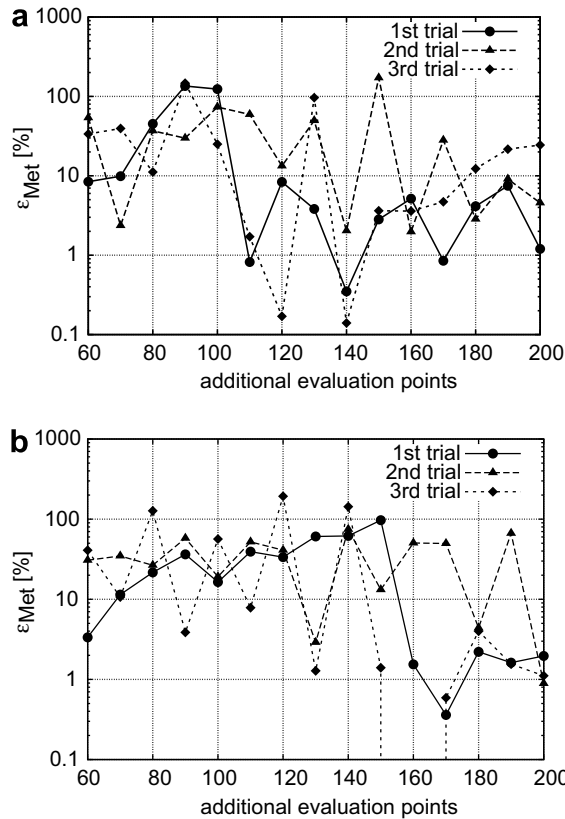 a
1000
100
10
1
0.1
εMet [%]
1st trial
2nd trial
3rd trial
60 80 100 120 140 160 180 200
additional evaluation points
b
1000
100
10
1
0.1
εMet [%]
1st trial
2nd trial
3rd trial
60 80 100 120 140 160 180 200
additional evaluation points